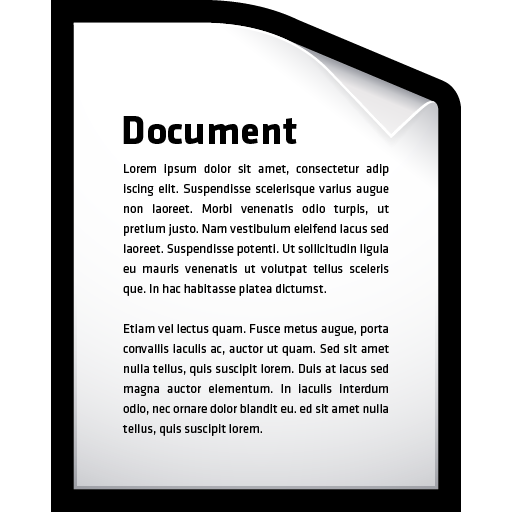 Document
Lorem ipsum dolor sit amet, consectetur adip
iscing elit. Suspendisse scelerisque varius augue
non laoreet. Morbi venenatis odio turpis, ut
pretium justo. Nam vestibulum eleifend lacus sed
laoreet. Suspendisse potenti. Ut sollicitudin ligula
eu mauris venenatis ut volutpat tellus sceleris
que. In hac habitasse platea dictumst.
Etiam vel lectus quam. Fusce metus augue, porta
convallis iaculis ac, auctor ut quam. Sed sit amet
nulla tellus, quis suscipit lorem. Duis at lacus sed
magna auctor elementum. In iaculis interdum
odio, nec ornare dolor blandit eu. ed sit amet nulla
tellus, quis suscipit lorem.